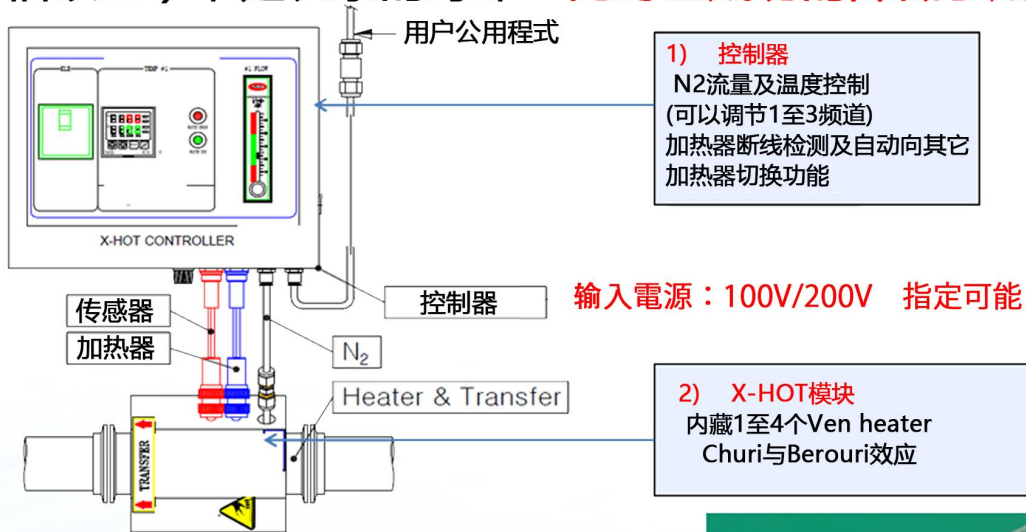 用户公用程式
ELB
TEMP #1
#1 FLOW
X-HOT CONTROLLER
1) 控制器
N2流量及温度控制
(可以调节1至3频道)
加热器断线检测及自动向其它
加热器切换功能
传感器
控制器
输入電源：100V/200V 指定可能
加热器
N₂
Heater & Transfer
TRANSFER
2) X-HOT模块
内藏1至4个Ven heater
Churi与Berouri效应